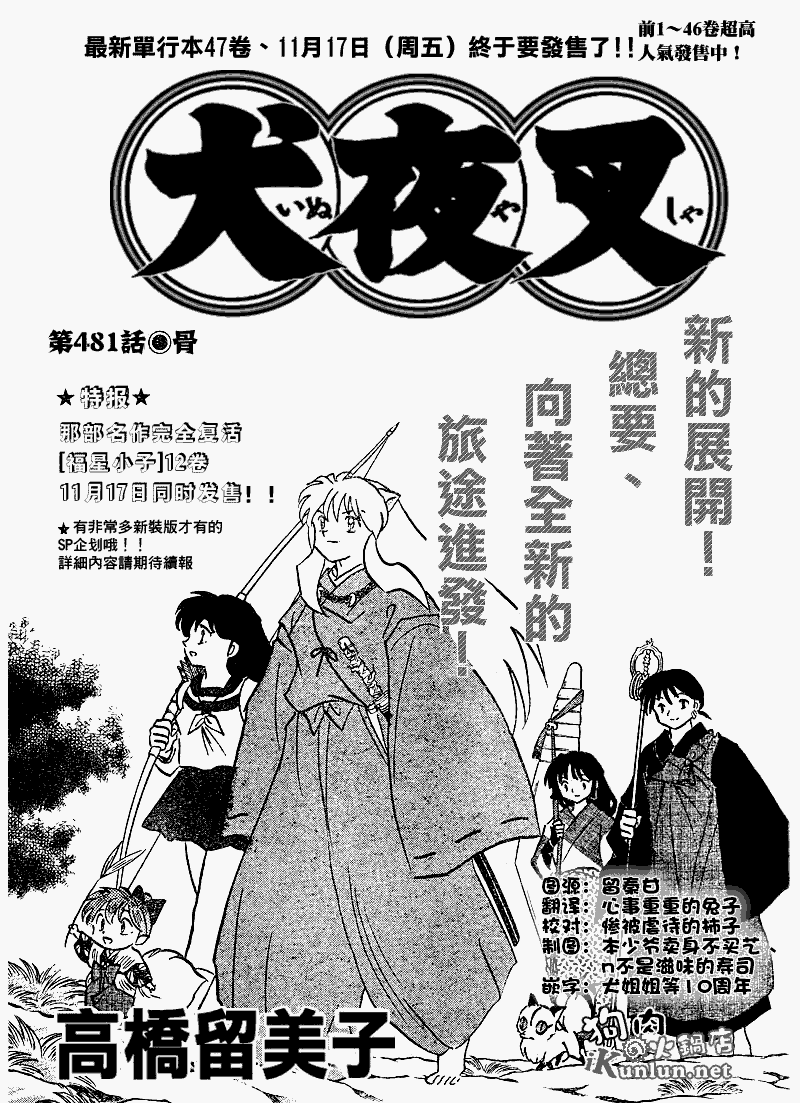 最新單行本47卷、11月17日（周五）終于要發售了!!
前1～46卷超高
人氣發售中！
犬夜叉
いぬ
や
しゃ
第481話 骨
新的展開！
總要、
向著全新的
旅途進發！
★特报★
那部名作完全复活
[福星小子]12卷
11月17日同时发售！！
★有非常多新裝版才有的
SP企划哦！！
詳細內容請期待續報
图源：留秦甘
翻译：心事重重的兔子
校对：惨被虐待的柿子
制图：本少爷卖身不买艺、
n不是滋味的寿司
嵌字：犬姐姐等10周年
高橋留美子
狗肉火鍋店
iKunlun.net